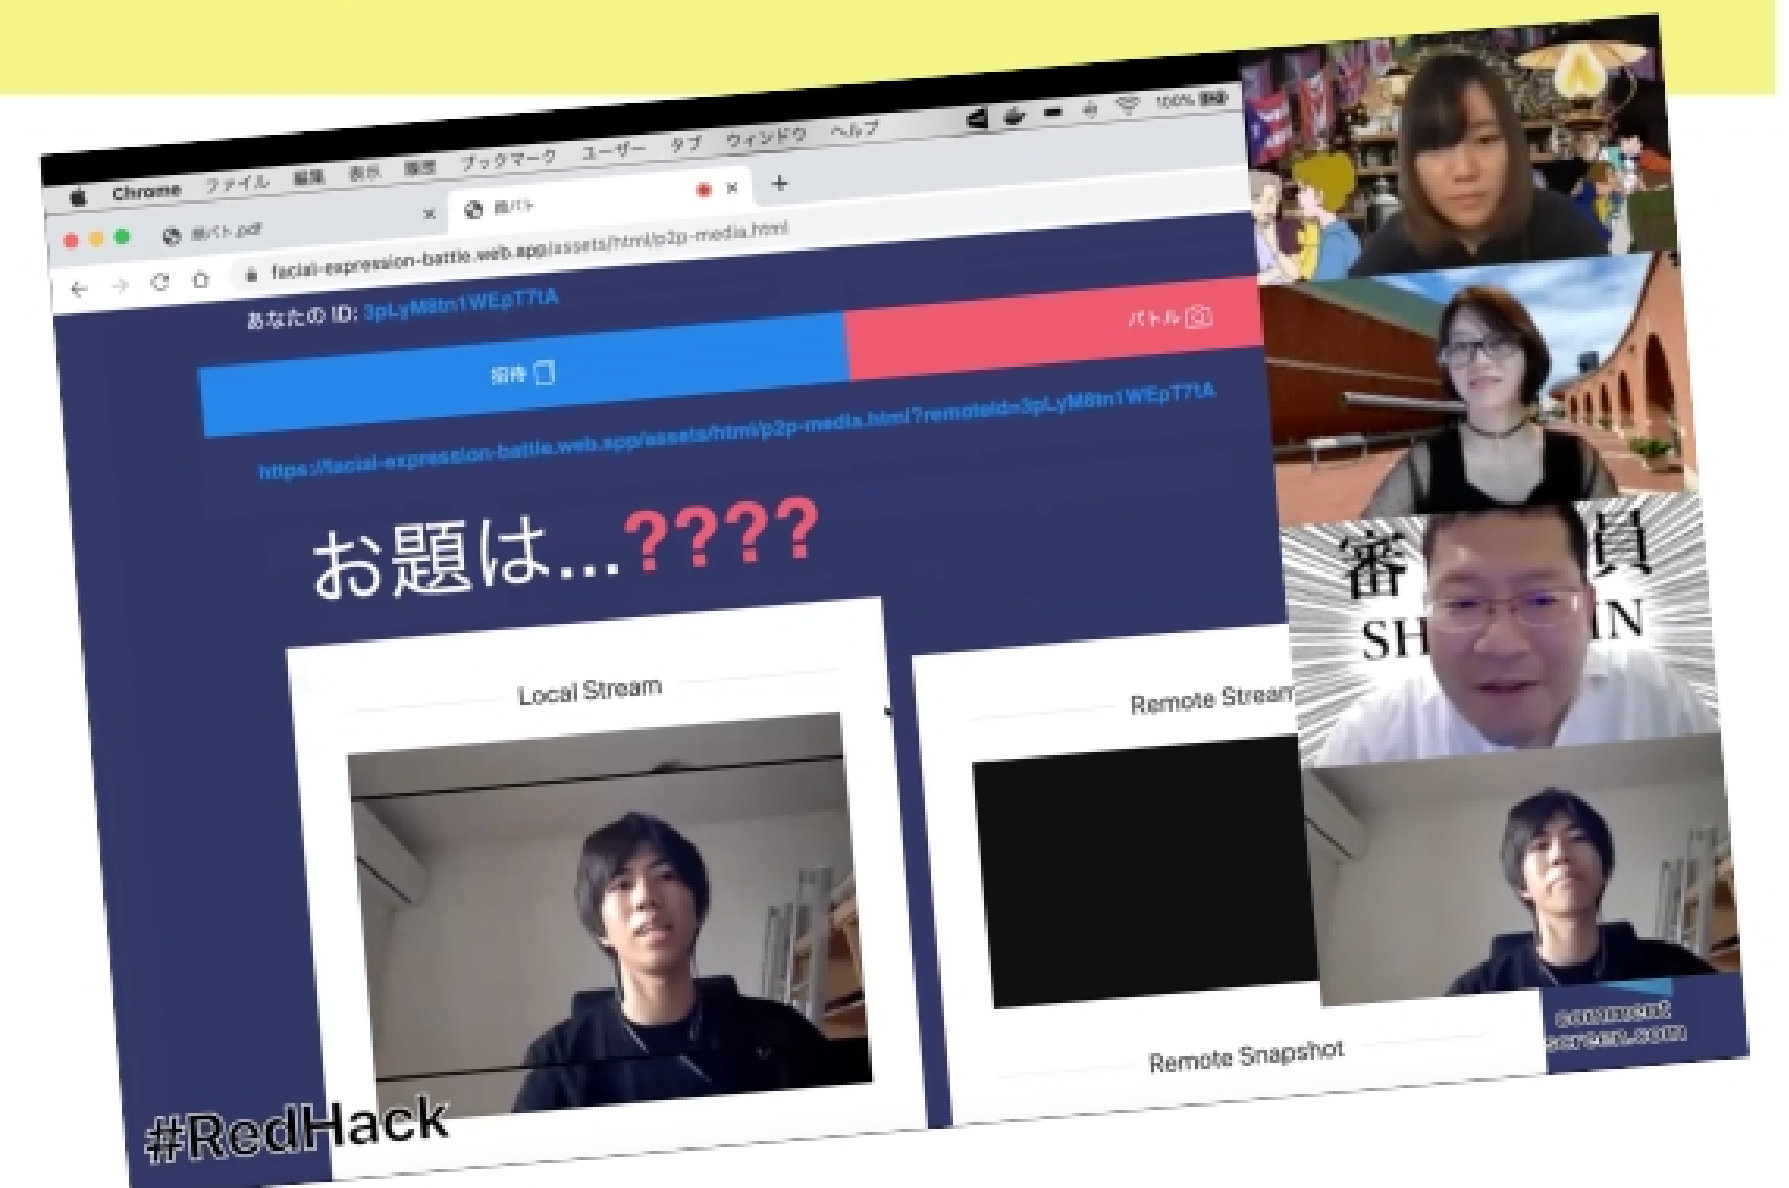 Chrome ファイル 編集 表示 履歴 ブックマーク ユーザー タブ ウィンドウ ヘルプ 100%
顔バト.pdf
顔バト
facial-expression-battle.web.app/assets/html/p2p-media.html
あなたの ID: 3pLyM8tn1WEpT7tA
招待
バトル
https://facial-expression-battle.web.app/assets/html/p2p-media.html?remoteId=3pLyM8tn1WEpT7tA
お題は...????
Local Stream
Remote Stream
Remote Snapshot
審 員
SH IN
comment
screen.com
#RedHack